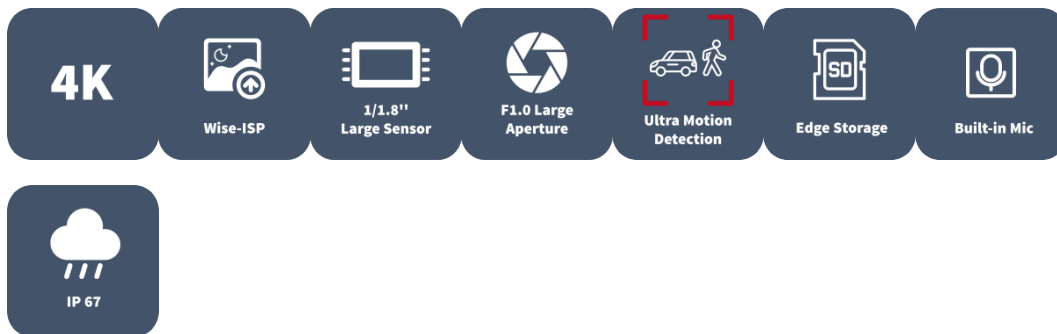 4K
Wise-ISP
1/1.8''
Large Sensor
F1.0 Large
Aperture
Ultra Motion
Detection
SD
Edge Storage
Built-in Mic
IP 67